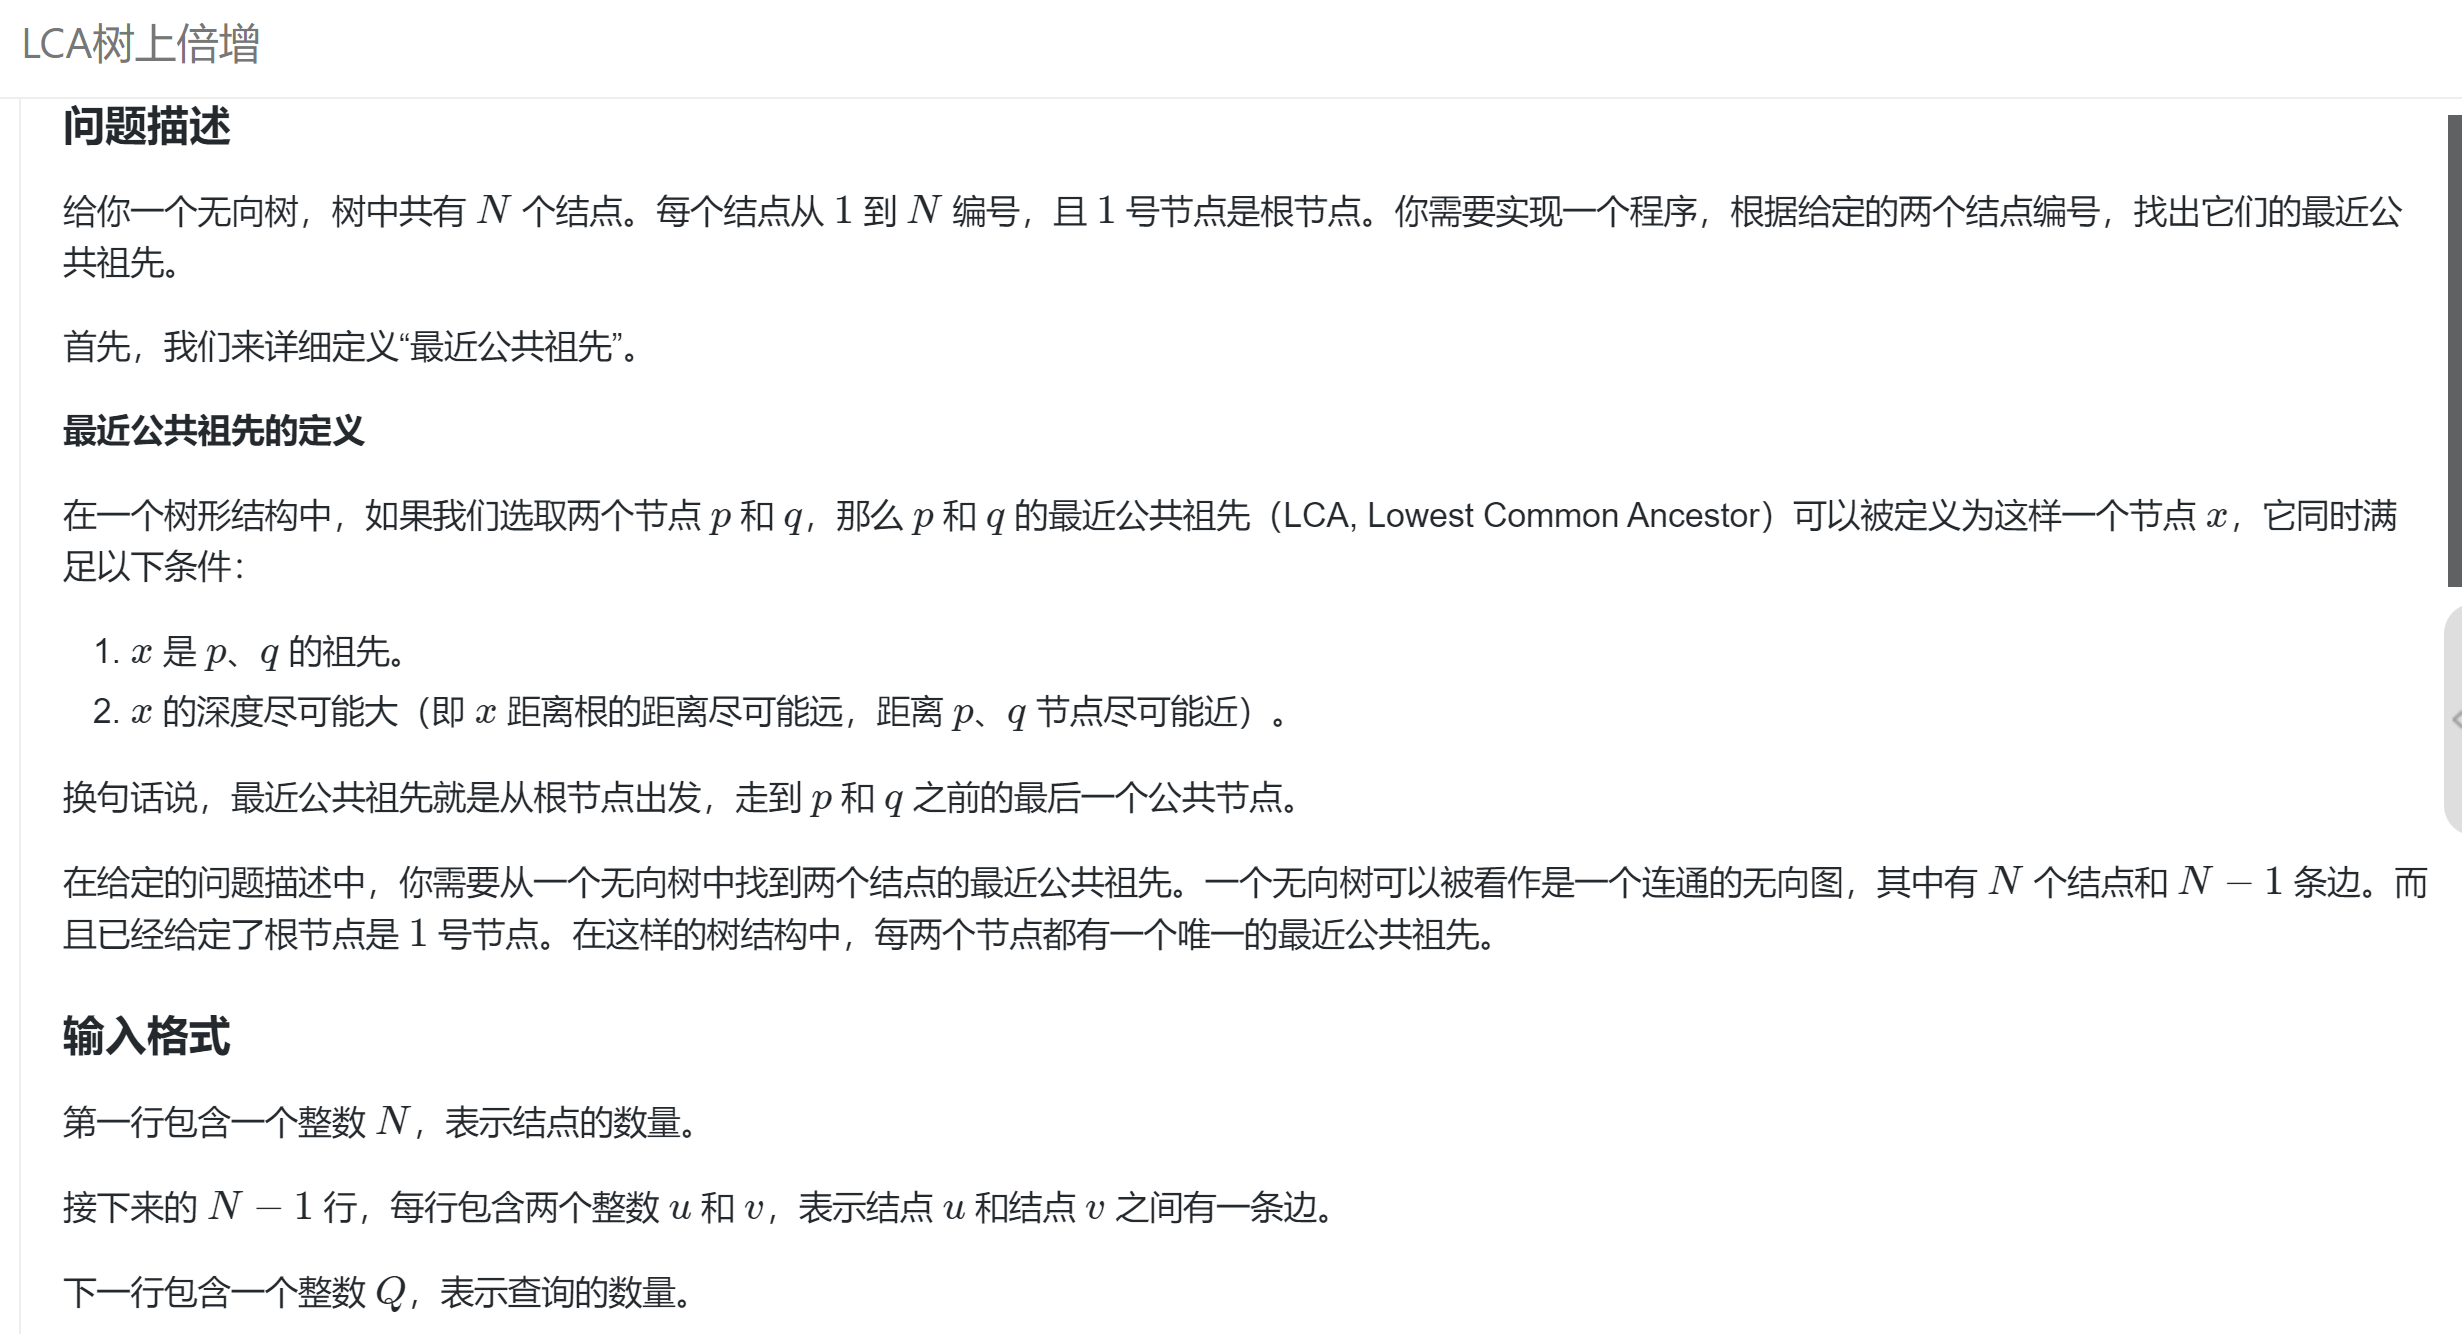 LCA树上倍增
问题描述
给你一个无向树，树中共有 N 个结点。每个结点从 1 到 N 编号，且 1 号节点是根节点。你需要实现一个程序，根据给定的两个结点编号，找出它们的最近公
共祖先。
首先，我们来详细定义“最近公共祖先”。
最近公共祖先的定义
在一个树形结构中，如果我们选取两个节点 p 和 q，那么 p 和 q 的最近公共祖先（LCA, Lowest Common Ancestor）可以被定义为这样一个节点 x，它同时满
足以下条件：
1. x 是 p、q 的祖先。
2. x 的深度尽可能大（即 x 距离根的距离尽可能远，距离 p、q 节点尽可能近）。
换句话说，最近公共祖先就是从根节点出发，走到 p 和 q 之前的最后一个公共节点。
在给定的问题描述中，你需要从一个无向树中找到两个结点的最近公共祖先。一个无向树可以被看作是一个连通的无向图，其中有 N 个结点和 N − 1 条边。而
且已经给定了根节点是 1 号节点。在这样的树结构中，每两个节点都有一个唯一的最近公共祖先。
输入格式
第一行包含一个整数 N，表示结点的数量。
接下来的 N − 1 行，每行包含两个整数 u 和 v，表示结点 u 和结点 v 之间有一条边。
下一行包含一个整数 Q，表示查询的数量。